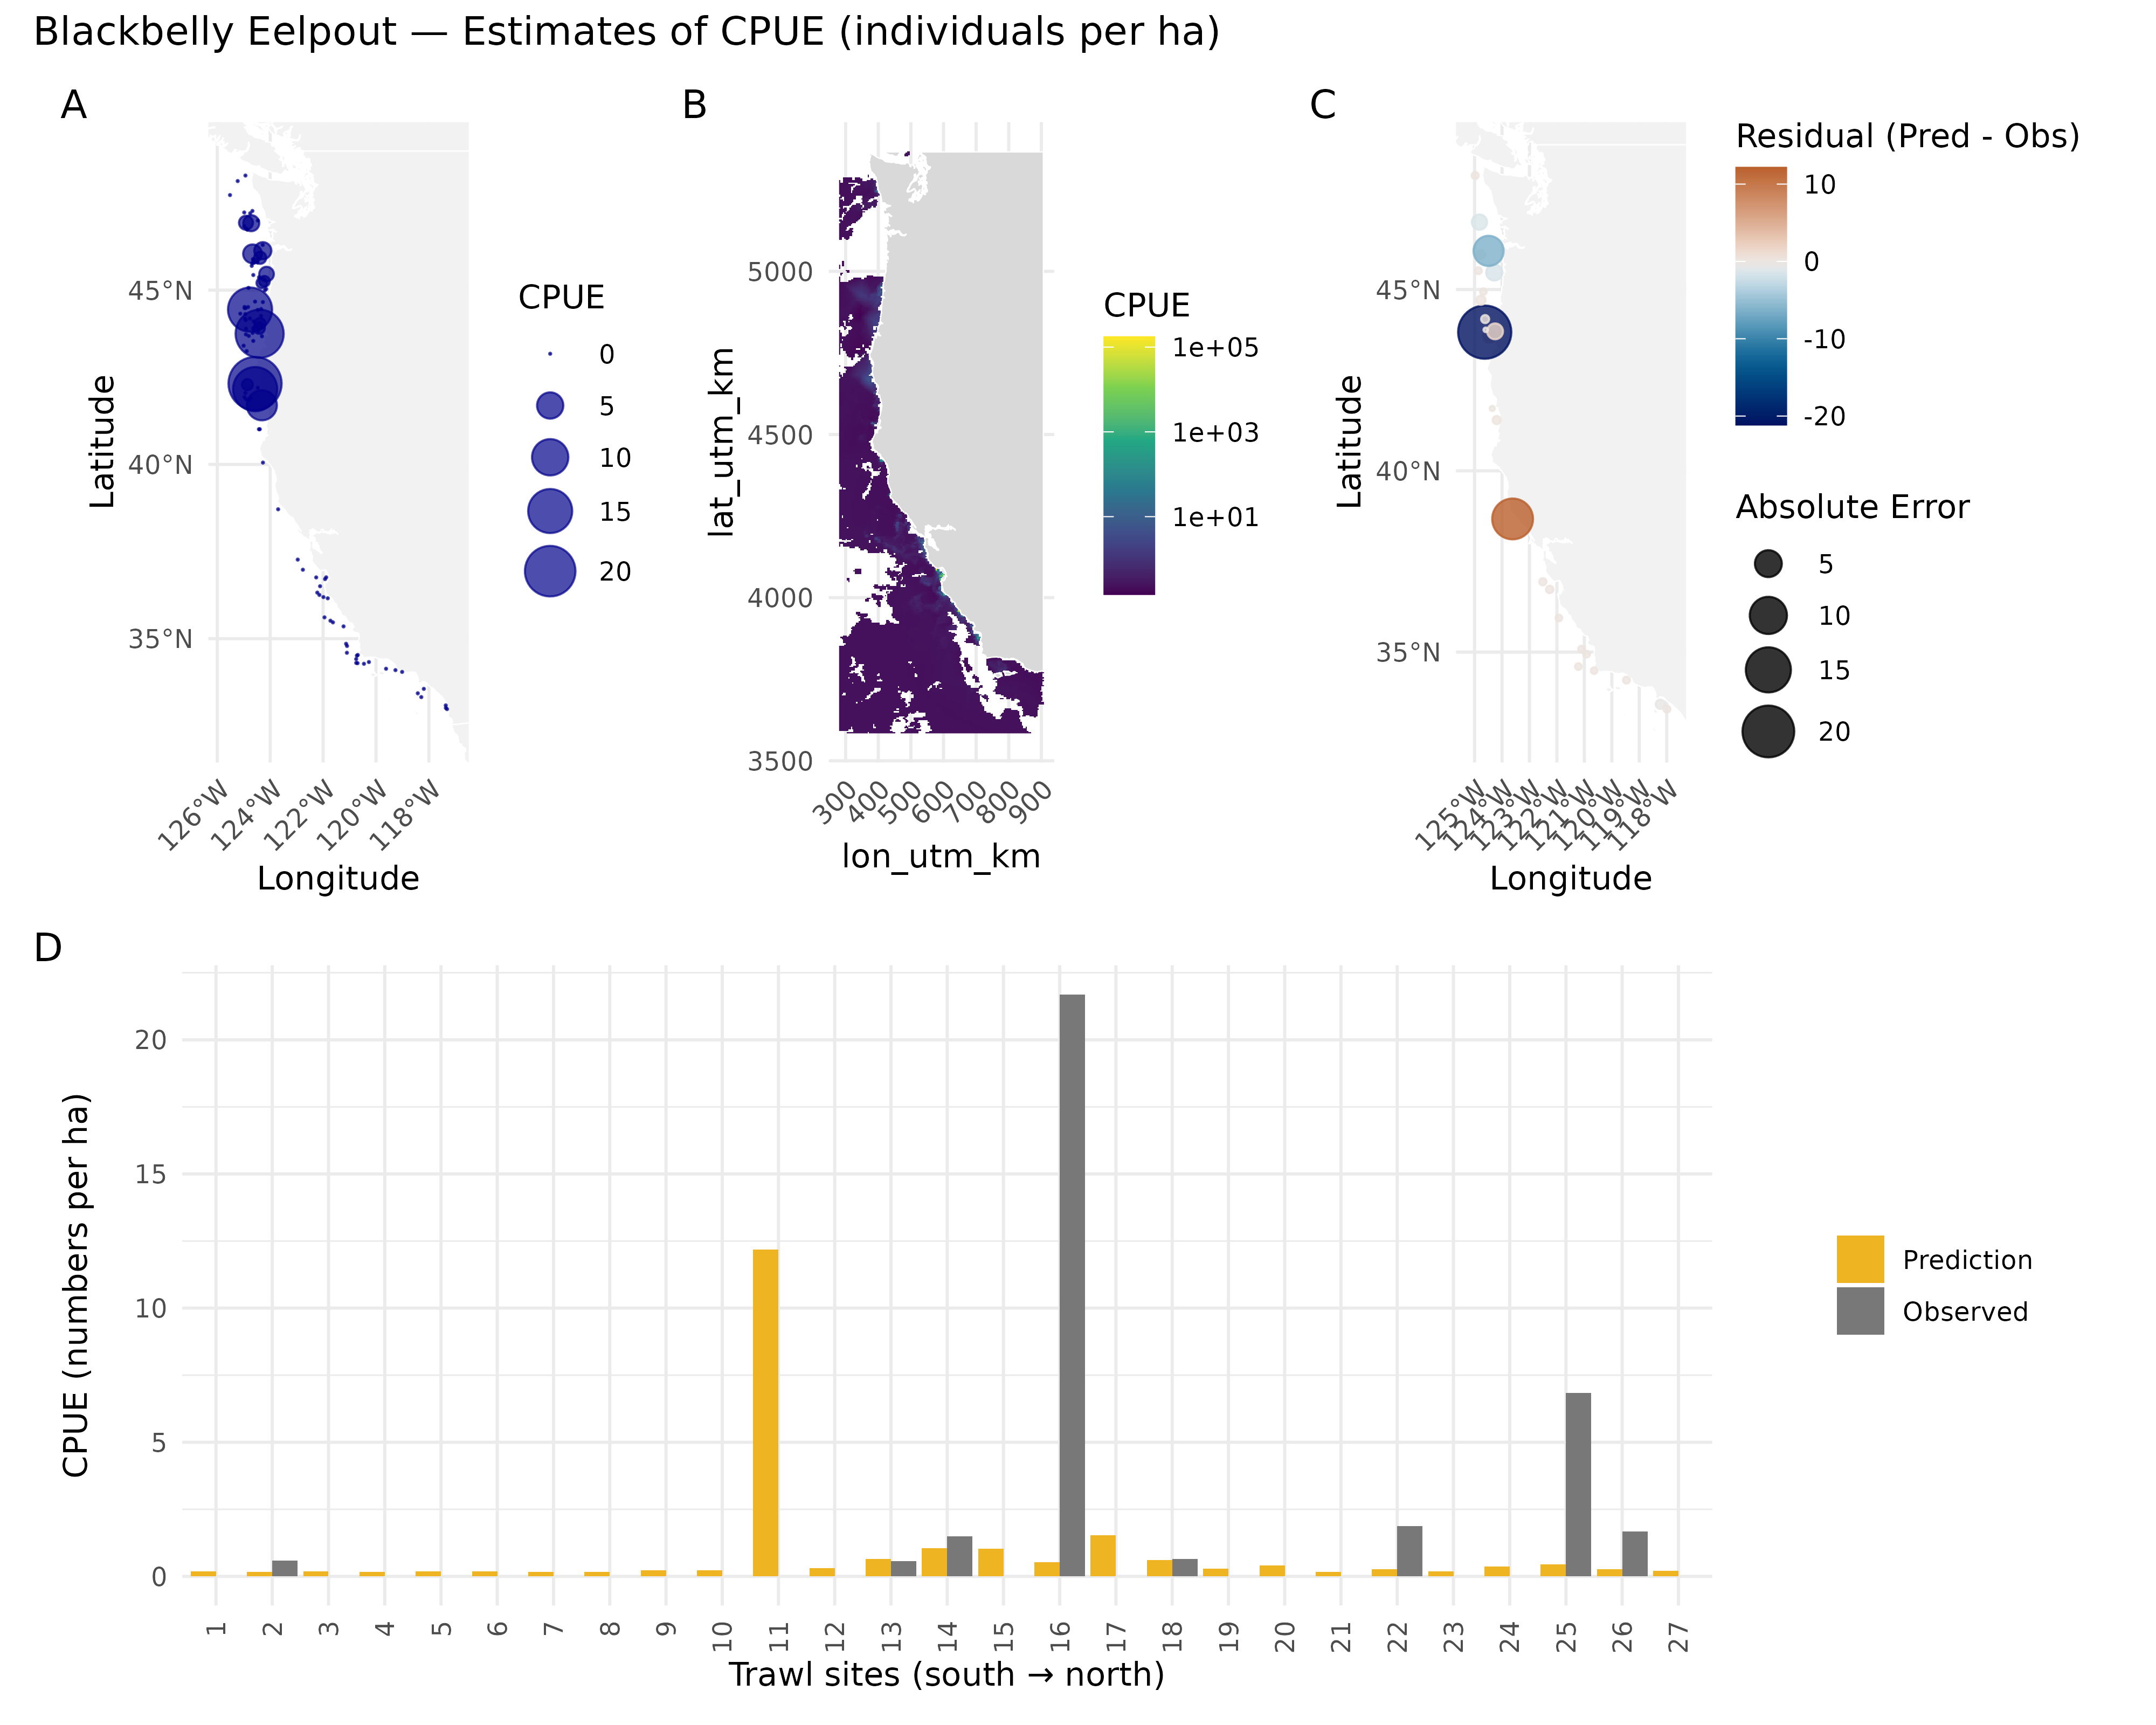 Blackbelly Eelpout — Estimates of CPUE (individuals per ha)
A
Latitude
45°N
40°N
35°N
126°W
124°W
122°W
120°W
118°W
Longitude
CPUE
0
5
10
15
20
B
lat_utm_km
5000
4500
4000
3500
300
400
500
600
700
800
900
lon_utm_km
CPUE
1e+05
1e+03
1e+01
C
Latitude
45°N
40°N
35°N
125°W
124°W
123°W
122°W
121°W
120°W
119°W
118°W
Longitude
Residual (Pred - Obs)
10
0
-10
-20
Absolute Error
5
10
15
20
D
CPUE (numbers per ha)
20
15
10
5
0
1
2
3
4
5
6
7
8
9
10
11
12
13
14
15
16
17
18
19
20
21
22
23
24
25
26
27
Trawl sites (south → north)
Prediction
Observed